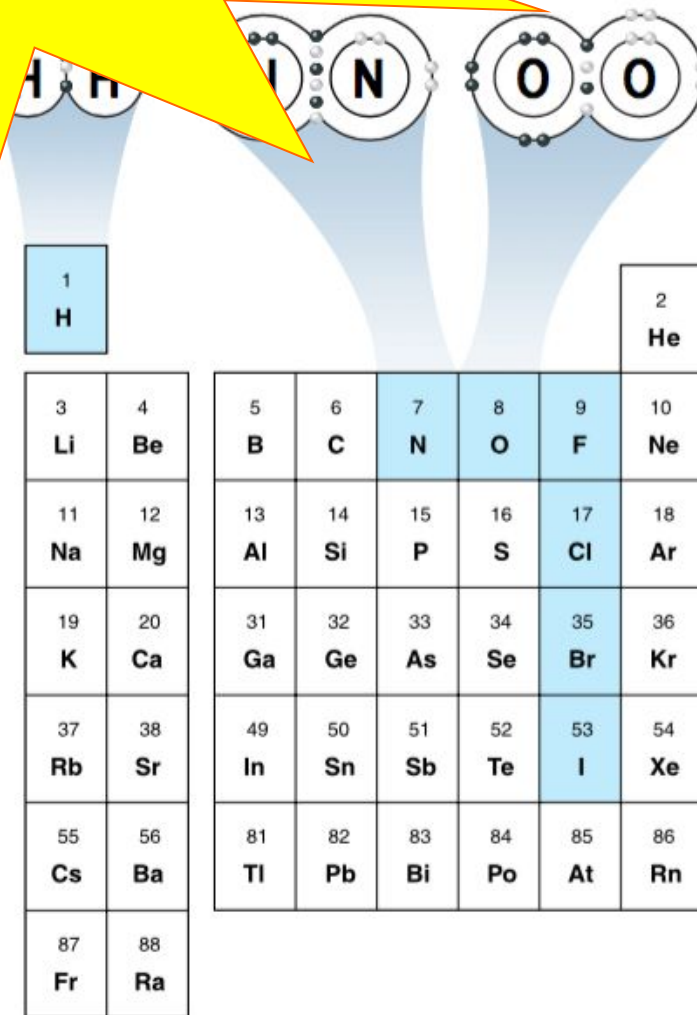 H H N O O
1
H
2
He
3 4 5 6 7 8 9 10
Li Be B C N O F Ne
11 12 13 14 15 16 17 18
Na Mg Al Si P S Cl Ar
19 20 31 32 33 34 35 36
K Ca Ga Ge As Se Br Kr
37 38 49 50 51 52 53 54
Rb Sr In Sn Sb Te I Xe
55 56 81 82 83 84 85 86
Cs Ba Tl Pb Bi Po At Rn
87 88
Fr Ra